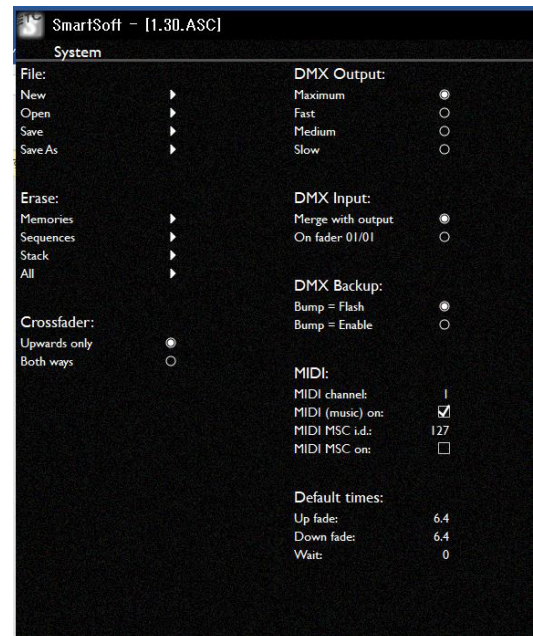 ETC
SmartSoft - [1.30.ASC]
System
File:
New
Open
Save
Save As
Erase:
Memories
Sequences
Stack
All
Crossfader:
Upwards only
Both ways
DMX Output:
Maximum
Fast
Medium
Slow
DMX Input:
Merge with output
On fader 01/01
DMX Backup:
Bump = Flash
Bump = Enable
MIDI:
MIDI channel: 1
MIDI (music) on:
MIDI MSC i.d.: 127
MIDI MSC on:
Default times:
Up fade: 6.4
Down fade: 6.4
Wait: 0